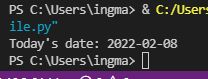 PS C:\Users\ingma> & C:/Users
ile.py"
Today's date: 2022-02-08
PS C:\Users\ingma>